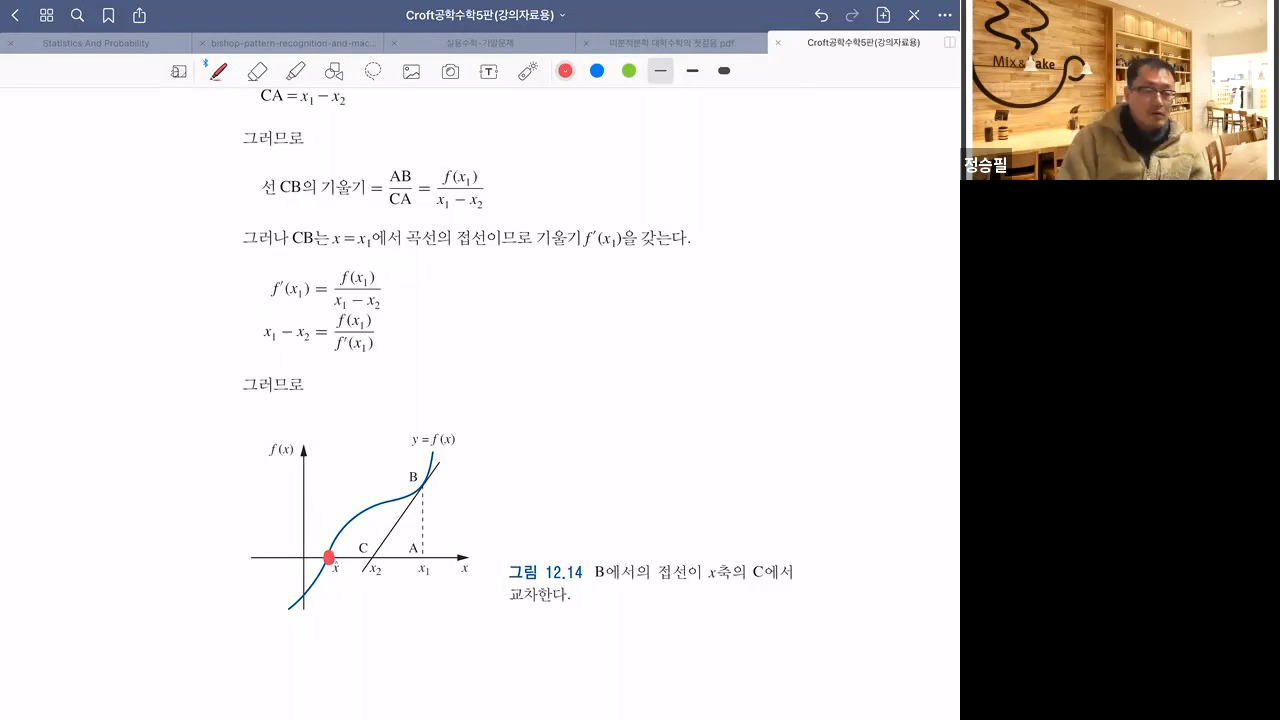 Croft공학수학5판(강의자료용)
Statistics And Probability
bishop-pattern-recognition-and-mac...
실용수학-기말문제
미분적분학 대학수학의 첫걸음 pdf
Croft공학수학5판(강의자료용)
CA = x₁ − x₂
그러므로
선 CB의 기울기 = AB/CA = f(x₁)/(x₁ − x₂)
그러나 CB는 x = x₁에서 곡선의 접선이므로 기울기 f′(x₁)을 갖는다.
f′(x₁) = f(x₁)/(x₁ − x₂)
x₁ − x₂ = f(x₁)/f′(x₁)
그러므로
y = f(x)
f(x)
B
C
A
x̂
x₂
x₁
x
그림 12.14 B에서의 접선이 x축의 C에서
교차한다.
정승필